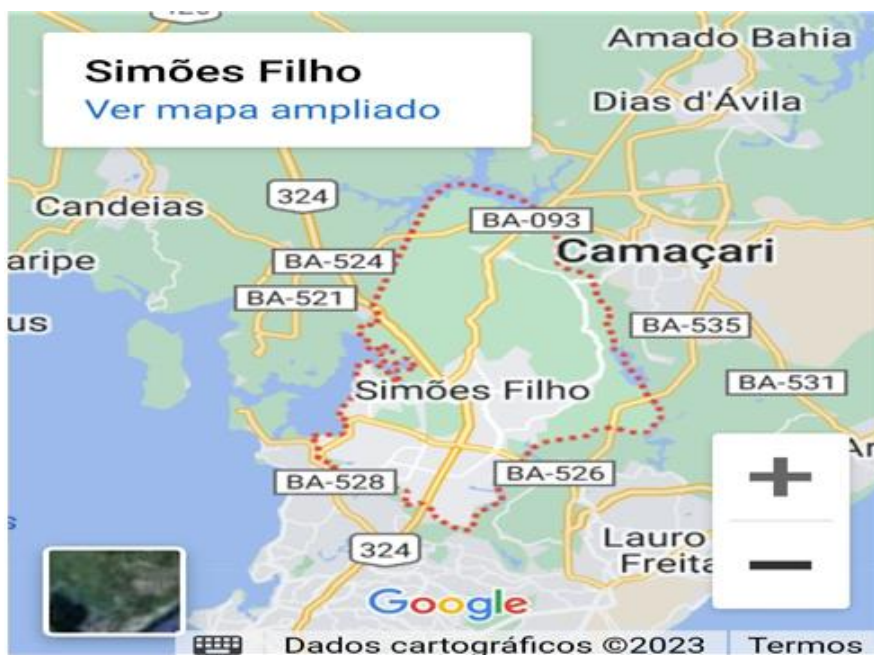 Simões Filho
Ver mapa ampliado
Amado Bahia
Dias d'Ávila
324
Candeias
BA-093
Camaçari
aripe
BA-524
BA-521
us
BA-535
Simões Filho
BA-531
Ar
BA-528
BA-526
s
324
Lauro
Freita
Google
Dados cartográficos ©2023
Termos